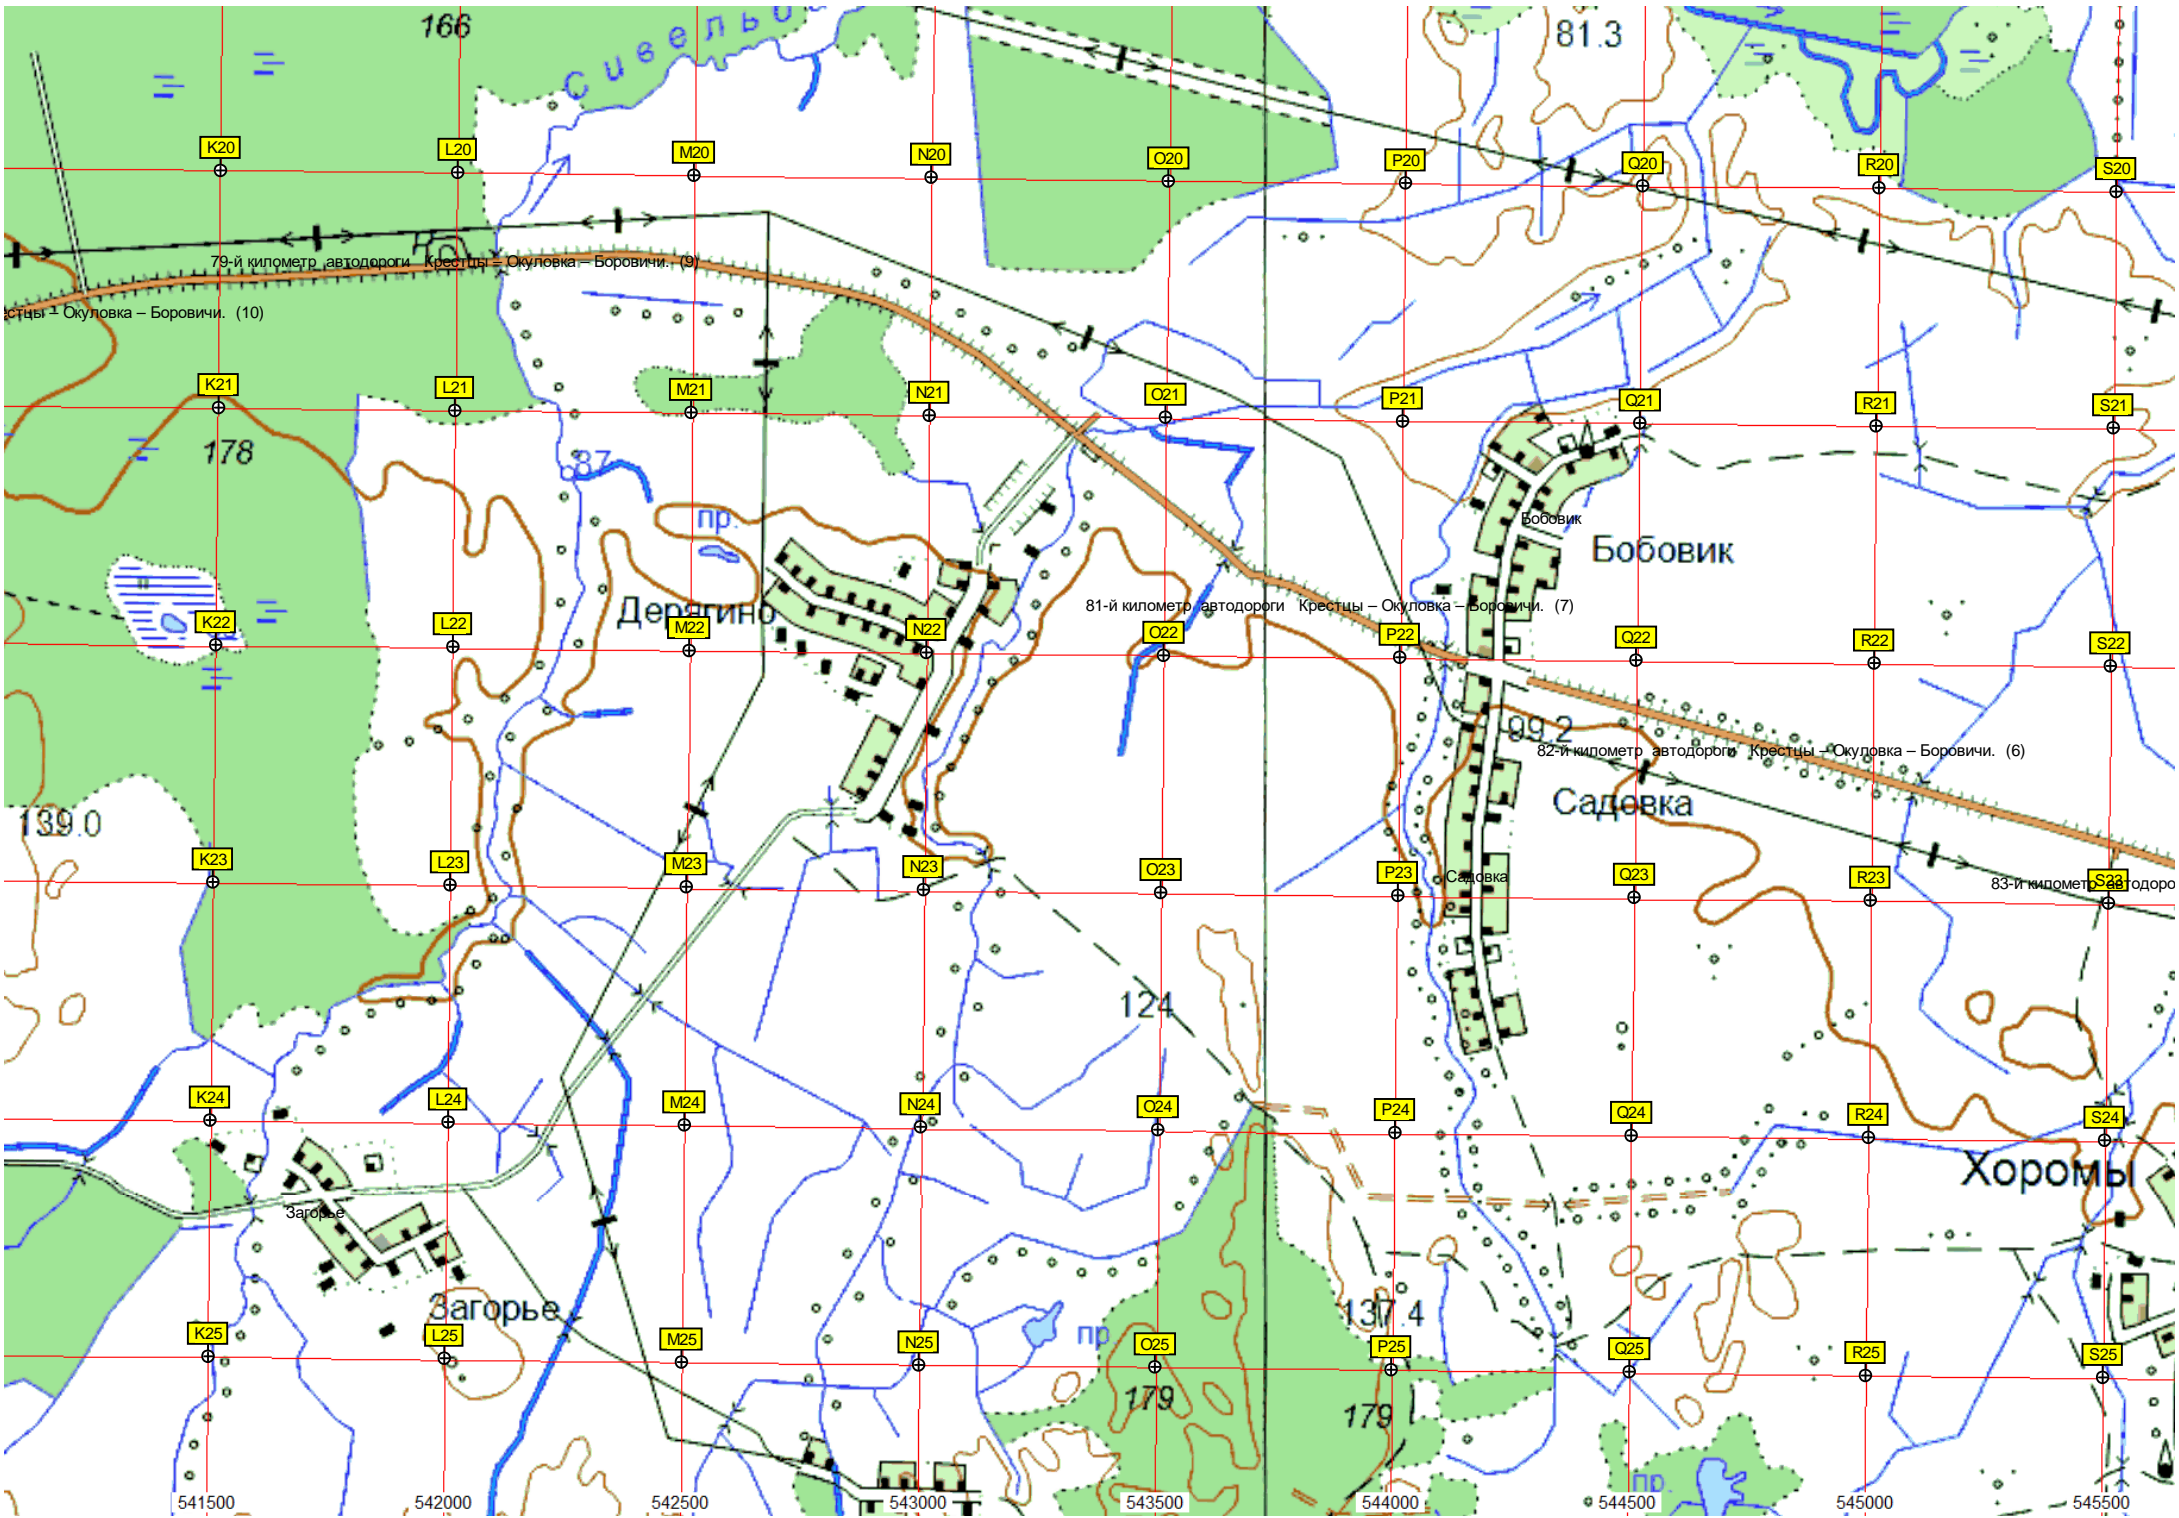 166
Сивельба
81.3
K20 L20 M20 N20 O20 P20 Q20 R20 S20
79-й километр автодороги Крестцы – Окуловка – Боровичи. (9)
естцы – Окуловка – Боровичи. (10)
K21 L21 M21 N21 O21 P21 Q21 R21 S21
178
87
пр.
Бобовик
Бобовик
Дерягино
81-й километр автодороги Крестцы – Окуловка – Боровичи. (7)
K22 L22 M22 N22 O22 P22 Q22 R22 S22
99.2
82-й километр автодороги Крестцы – Окуловка – Боровичи. (6)
Садовка
139.0
K23 L23 M23 N23 O23 P23 Q23 R23 S23
Садовка
83-й километр автодоро
124
K24 L24 M24 N24 O24 P24 Q24 R24 S24
Хоромы
Загорье
Загорье
137.4
пр
K25 L25 M25 N25 O25 P25 Q25 R25 S25
179
179
пр.
541500 542000 542500 543000 543500 544000 544500 545000 545500